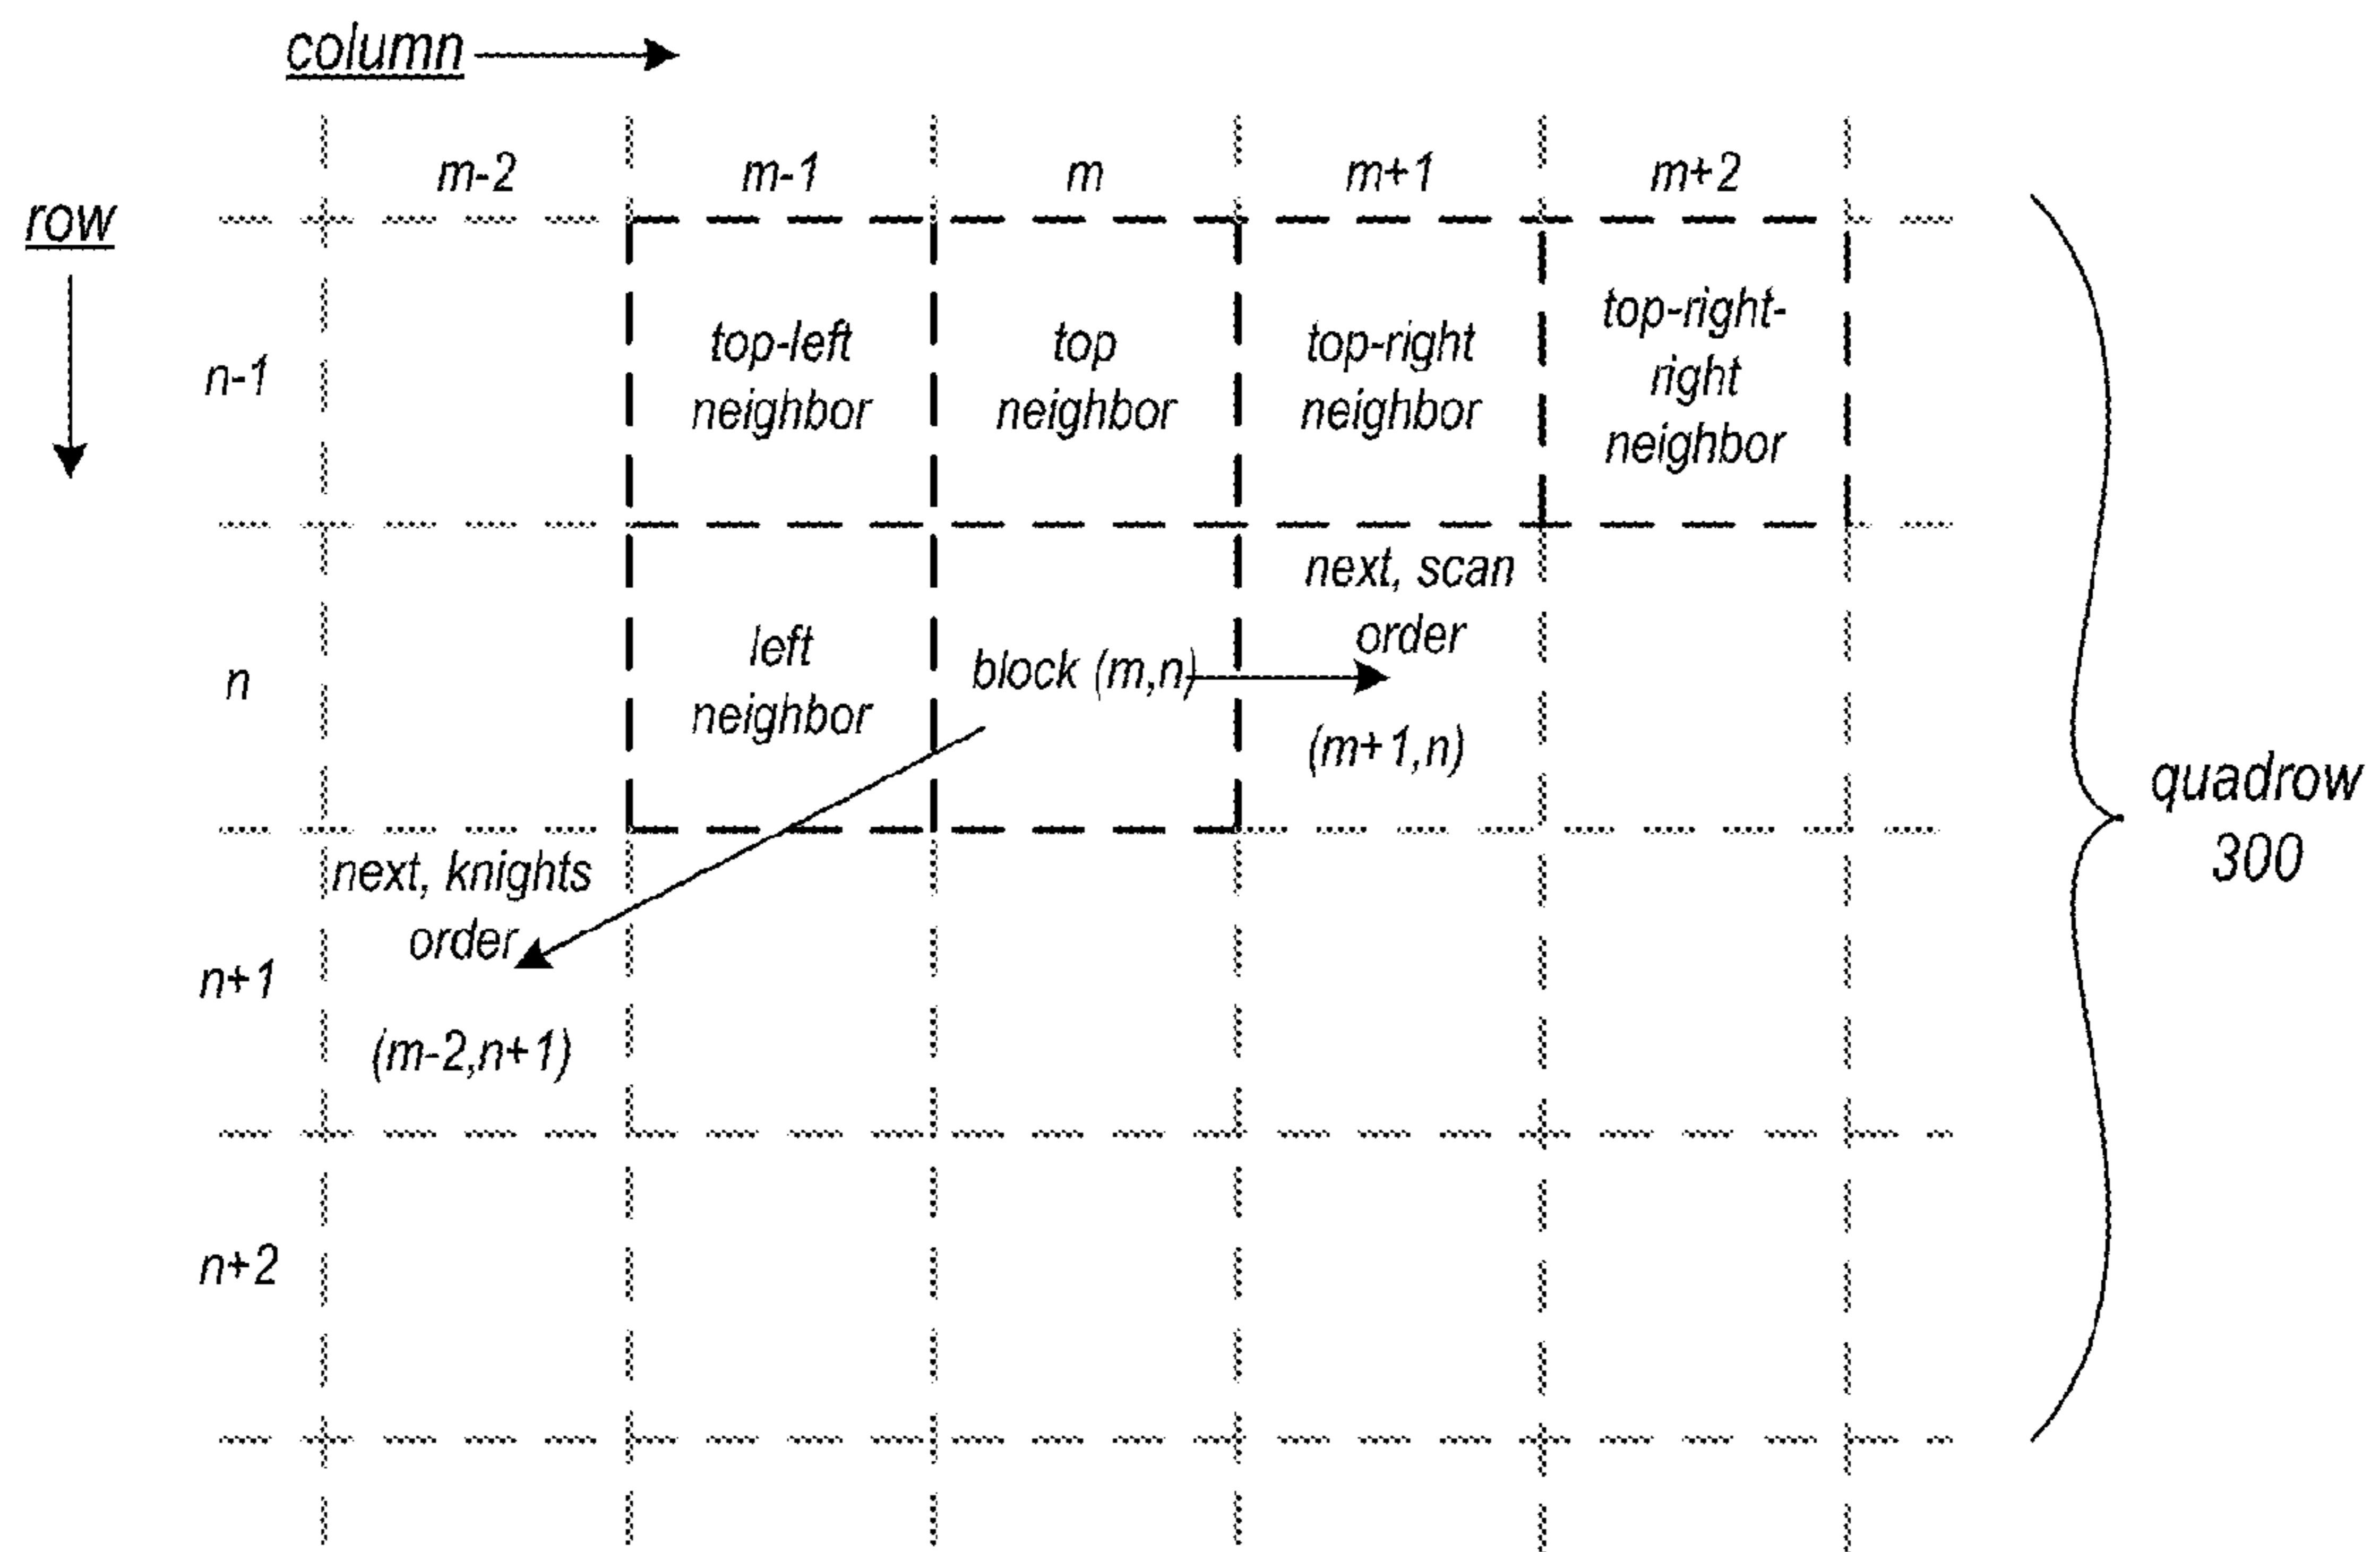 column
m-2 m-1 m m+1 m+2
row
n-1
top-left
neighbor
top
neighbor
top-right
neighbor
top-right-
right
neighbor
n
left
neighbor
block (m,n)
next, scan
order
(m+1,n)
quadrow
300
n+1
next, knights
order
(m-2,n+1)
n+2